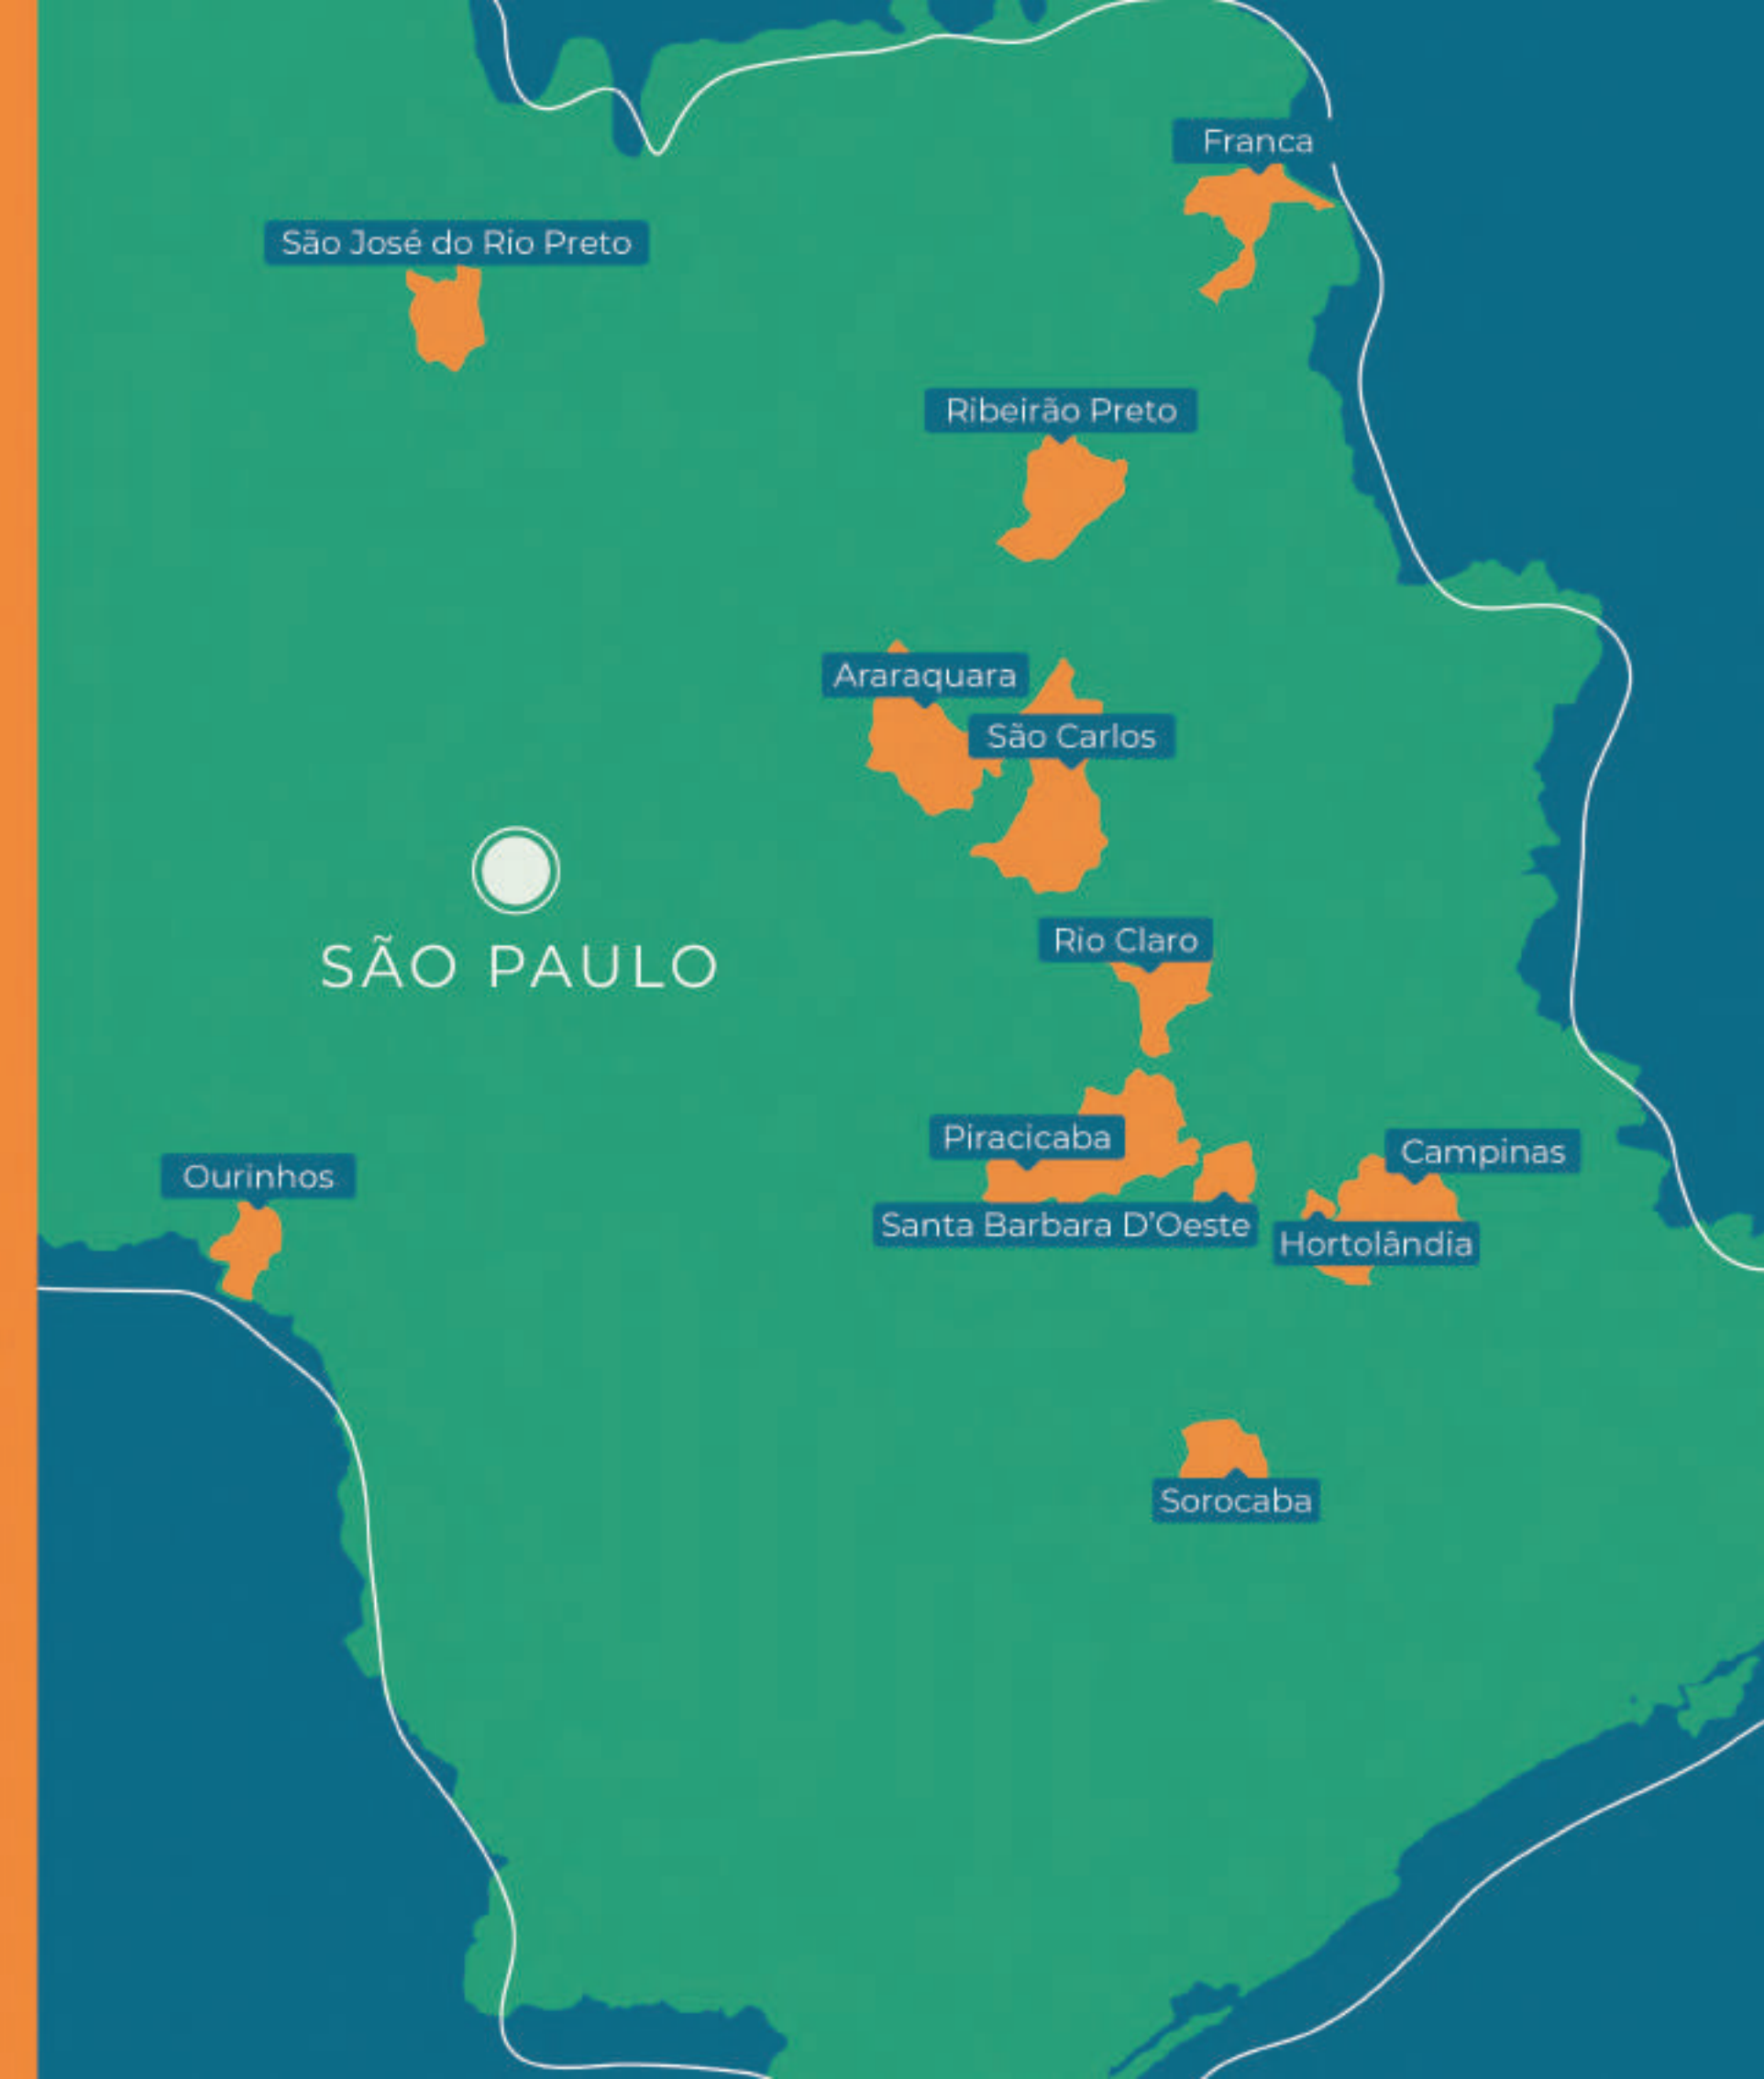 Franca
São José do Rio Preto
Ribeirão Preto
Araraquara
São Carlos
SÃO PAULO
Rio Claro
Piracicaba
Campinas
Ourinhos
Santa Barbara D'Oeste
Hortolândia
Sorocaba